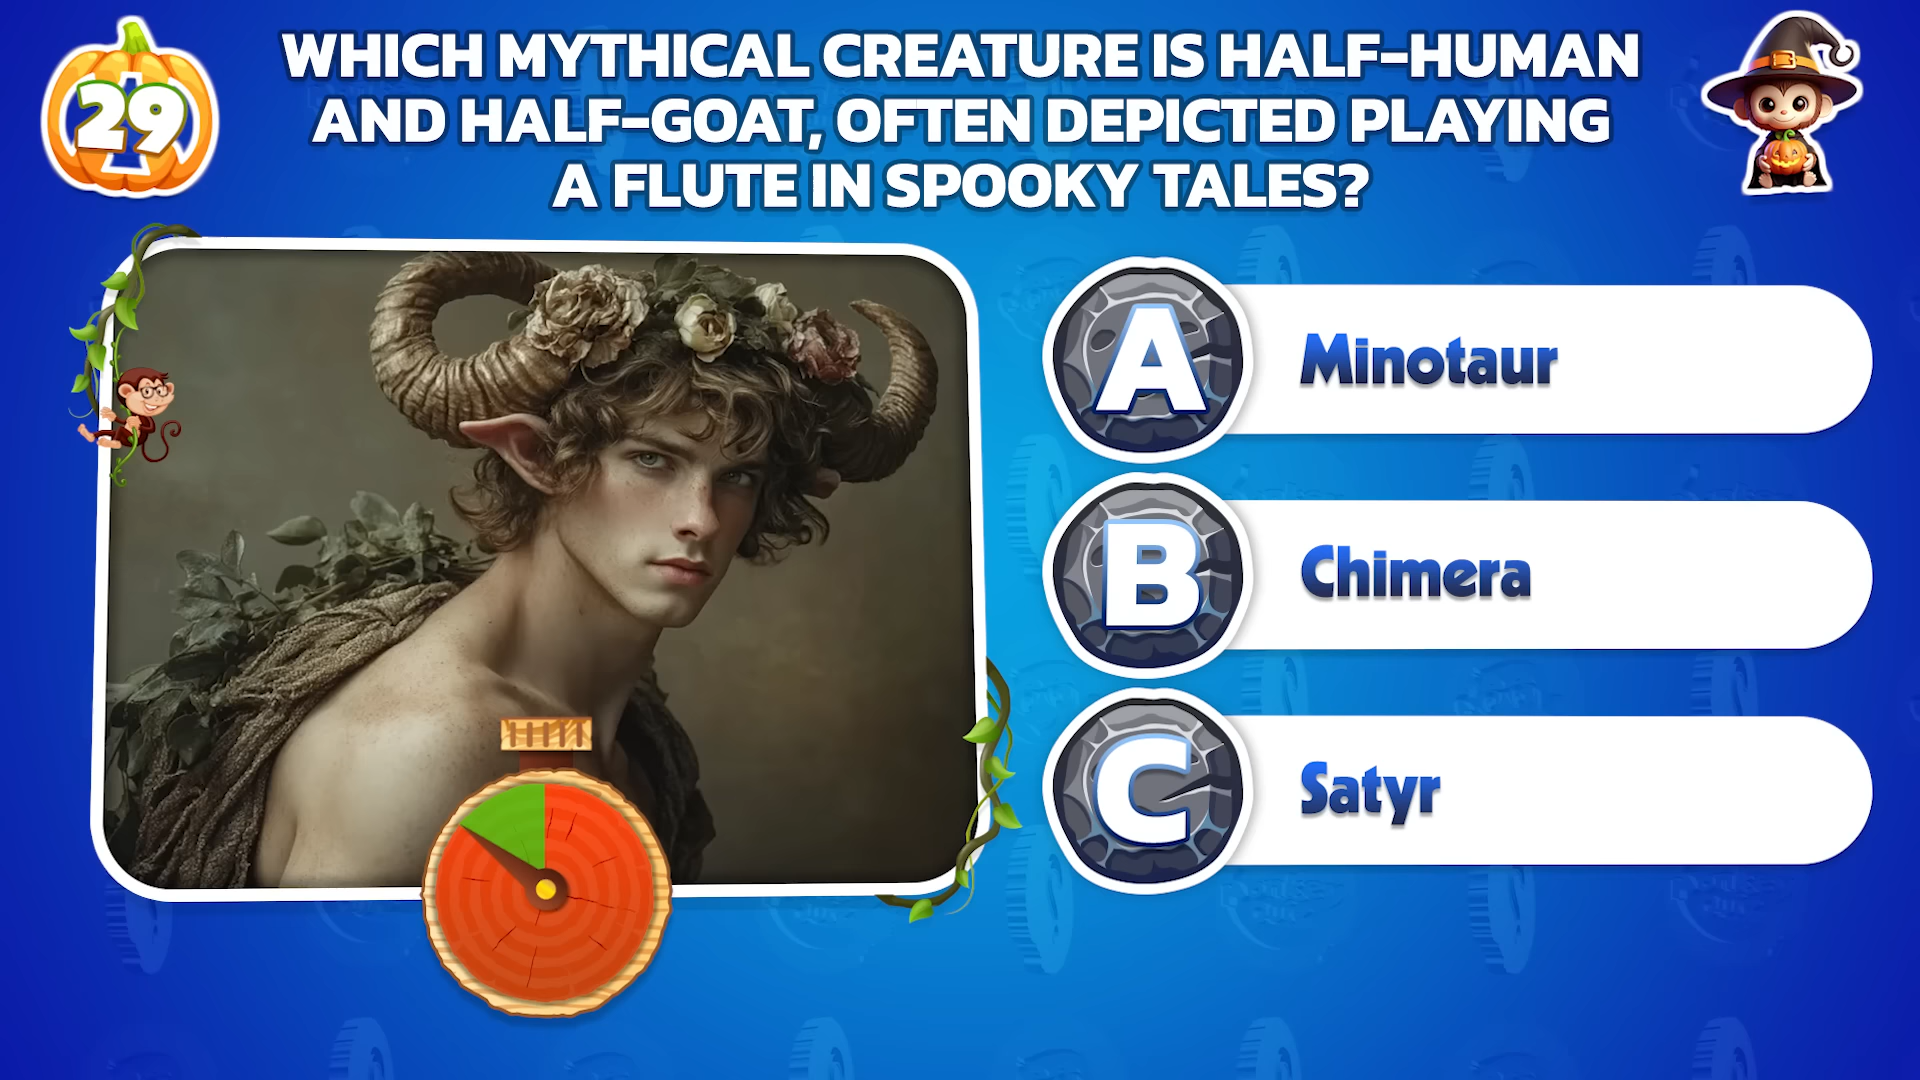 29
WHICH MYTHICAL CREATURE IS HALF-HUMAN
AND HALF-GOAT, OFTEN DEPICTED PLAYING
A FLUTE IN SPOOKY TALES?
A Minotaur
B Chimera
C Satyr